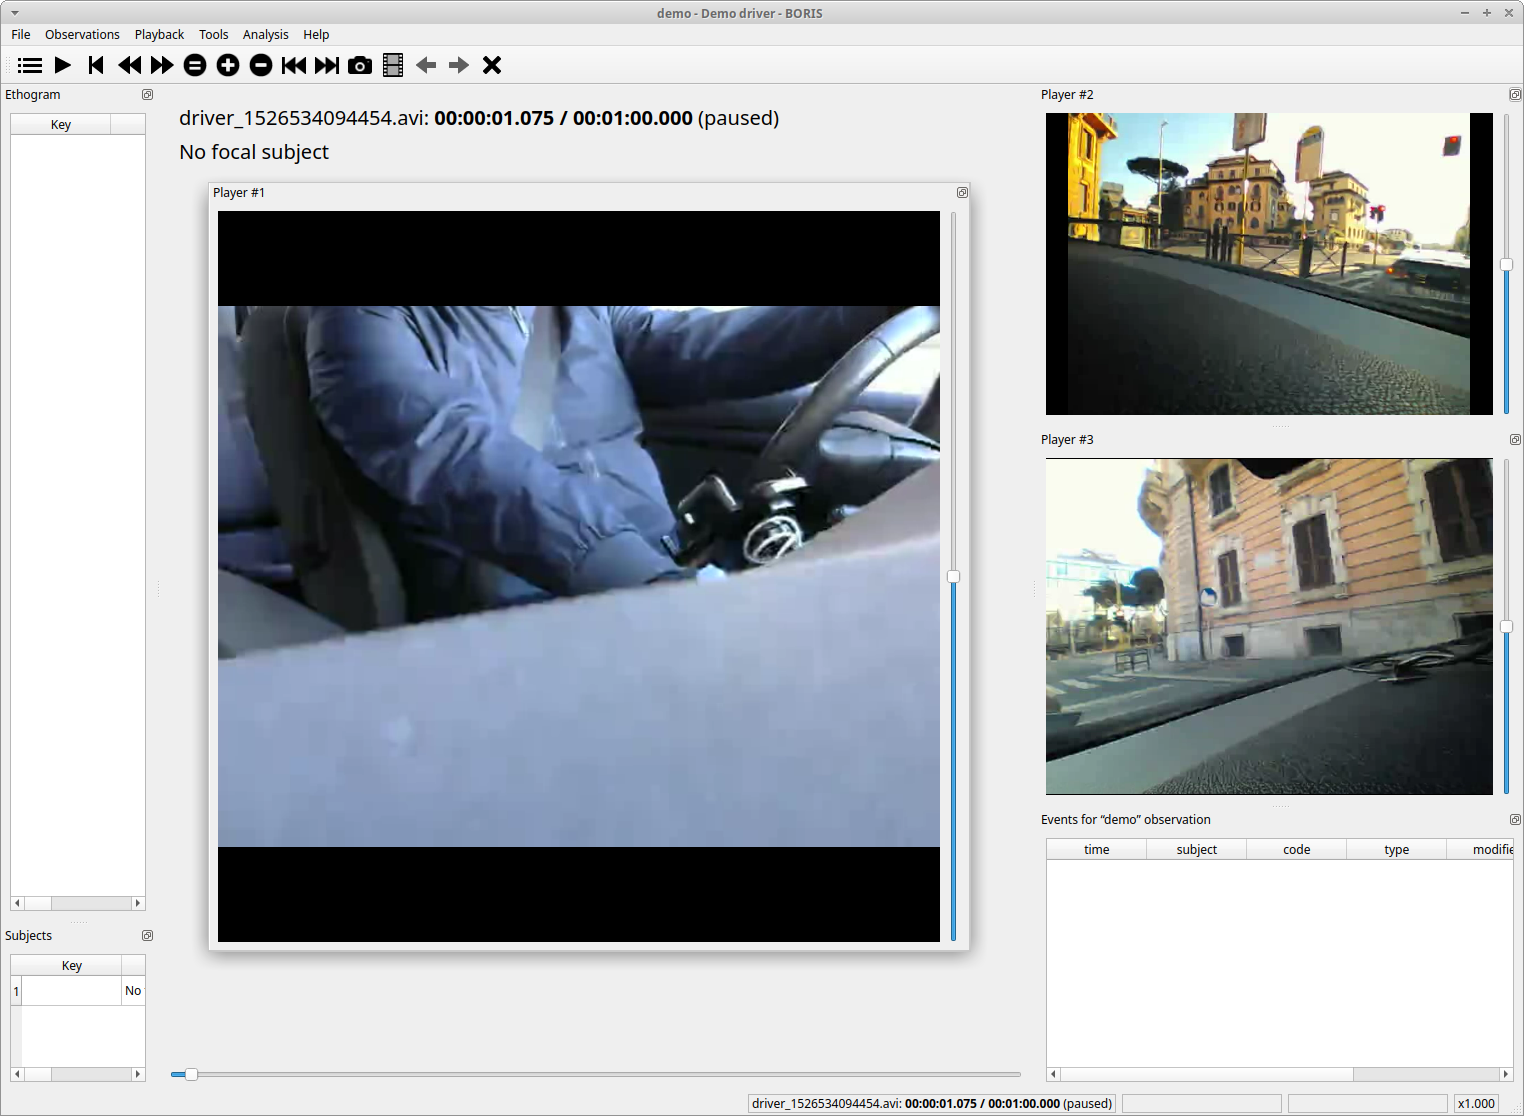 demo - Demo driver - BORIS
File Observations Playback Tools Analysis Help
Ethogram
Key
driver_1526534094454.avi: 00:00:01.075 / 00:01:00.000 (paused)
No focal subject
Player #1
Player #2
Player #3
Events for “demo” observation
time subject code type modifie
Subjects
Key
1 No
driver_1526534094454.avi: 00:00:01.075 / 00:01:00.000 (paused)
x1.000